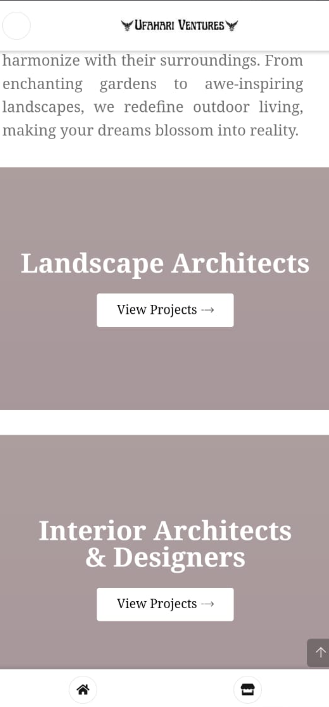 Ufahari Ventures
harmonize with their surroundings. From
enchanting gardens to awe-inspiring
landscapes, we redefine outdoor living,
making your dreams blossom into reality.
Landscape Architects
View Projects →
Interior Architects
& Designers
View Projects →